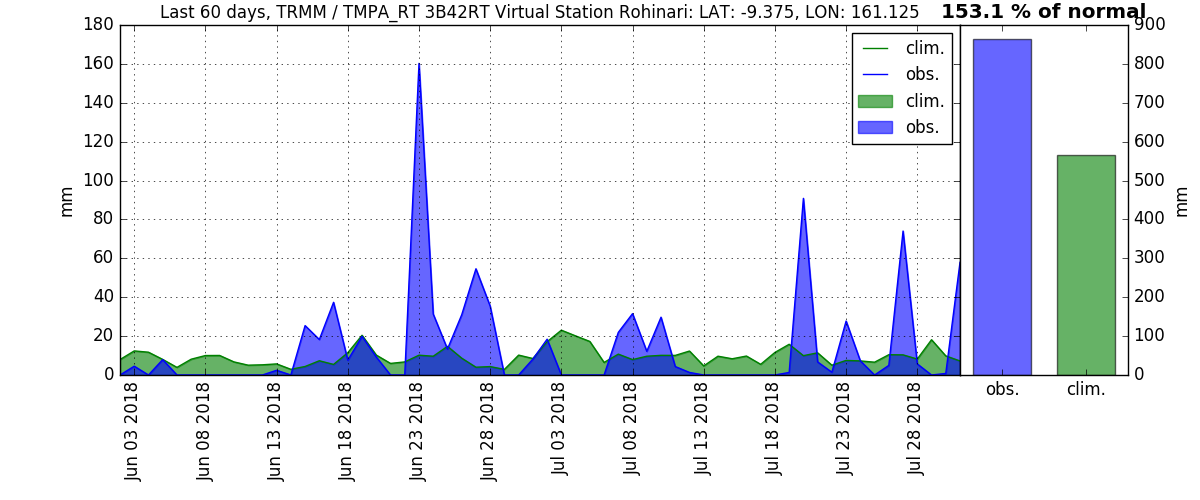 Last 60 days, TRMM / TMPA_RT 3B42RT Virtual Station Rohinari: LAT: -9.375, LON: 161.125
153.1 % of normal
180
160
140
120
100
80
60
40
20
0
mm
clim.
obs.
clim.
obs.
900
800
700
600
500
400
300
200
100
0
mm
obs.
clim.
Jun 03 2018
Jun 08 2018
Jun 13 2018
Jun 18 2018
Jun 23 2018
Jun 28 2018
Jul 03 2018
Jul 08 2018
Jul 13 2018
Jul 18 2018
Jul 23 2018
Jul 28 2018